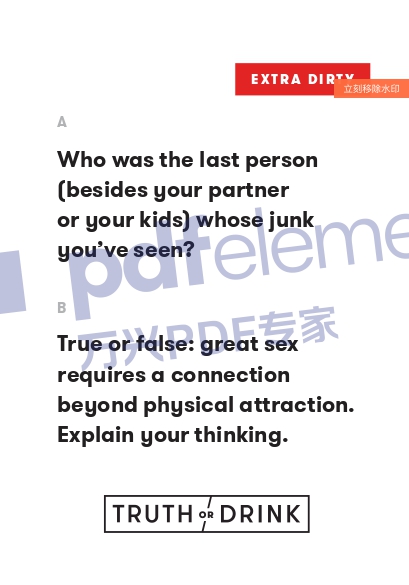 EXTRA DIRTY
立刻移除水印
A
Who was the last person
(besides your partner
or your kids) whose junk
you’ve seen?
pdfeleme
B
万兴PDF专家
True or false: great sex
requires a connection
beyond physical attraction.
Explain your thinking.
TRUTH OR DRINK